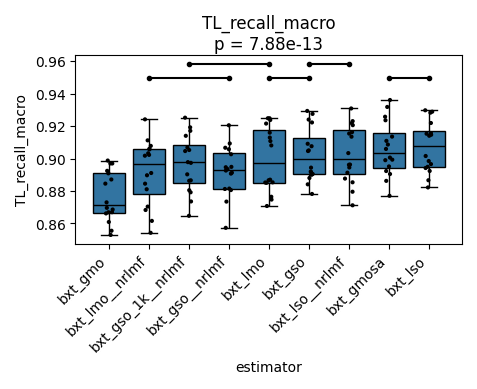 TL_recall_macro
p = 7.88e-13
TL_recall_macro
0.96
0.94
0.92
0.90
0.88
0.86
bxt_gmo
bxt_lmo__nrlmf
bxt_gso_1k__nrlmf
bxt_gso__nrlmf
bxt_lmo
bxt_gso
bxt_lso__nrlmf
bxt_gmosa
bxt_lso
estimator